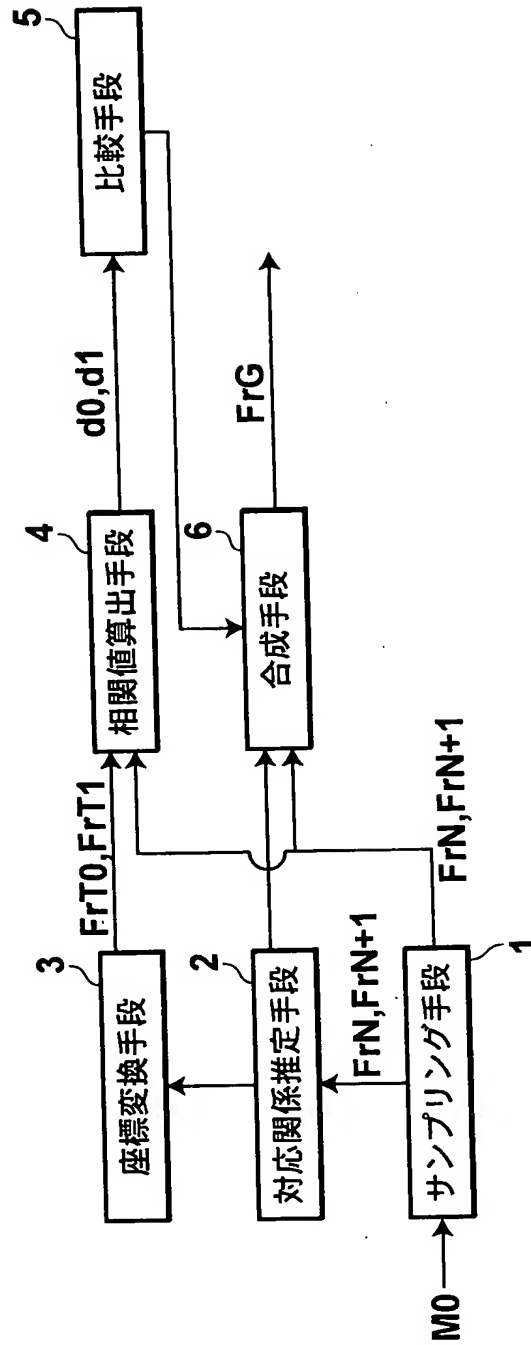 M0
サンプリング手段
1
FrN,FrN+1
FrN,FrN+1
対応関係推定手段
2
座標変換手段
3
FrT0,FrT1
相関値算出手段
4
d0,d1
比較手段
5
合成手段
6
FrG